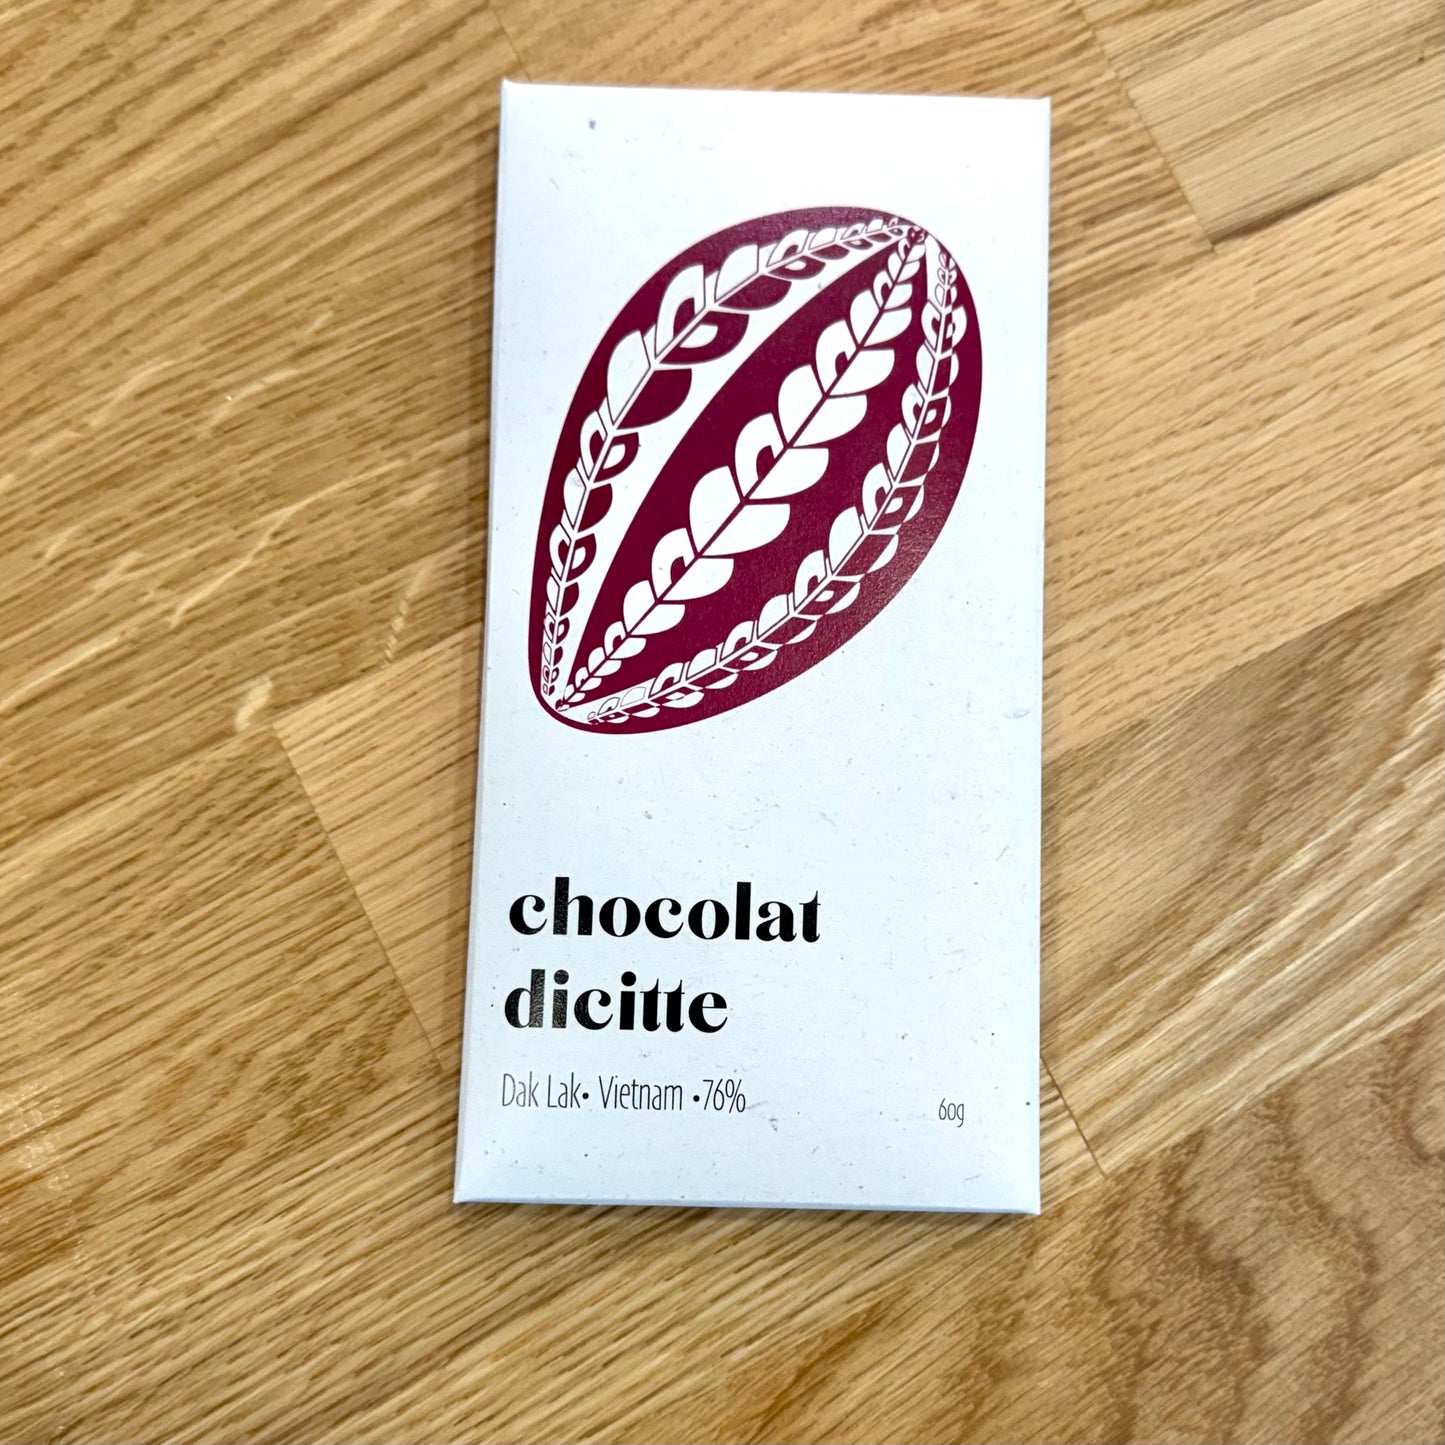 chocolat
dicitte
Dak Lak• Vietnam •76%
60g